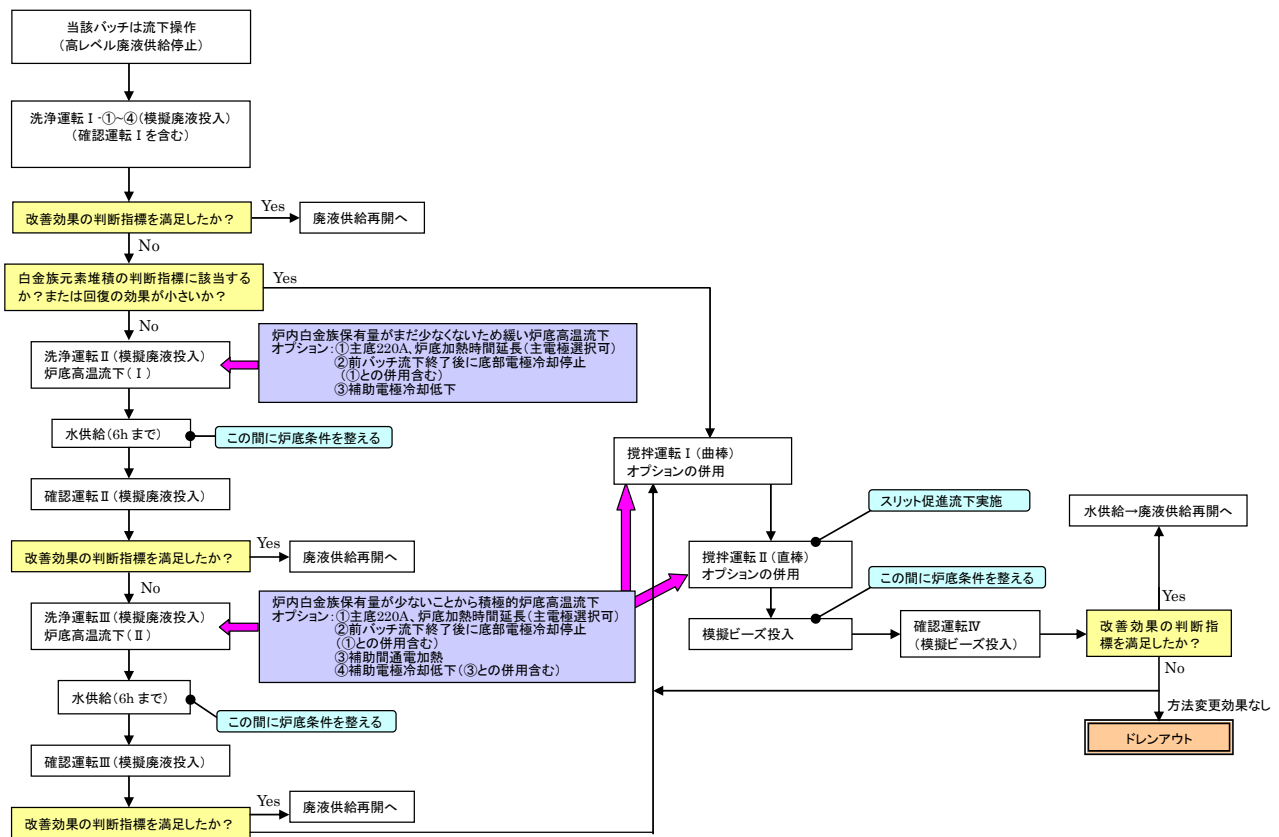 当該バッチは流下操作
(高レベル廃液供給停止)
洗浄運転Ⅰ-①~④(模擬廃液投入)
(確認運転Ⅰを含む)
改善効果の判断指標を満足したか?
Yes
廃液供給再開へ
No
白金族元素堆積の判断指標に該当する
か?または回復の効果が小さいか?
Yes
No
洗浄運転Ⅱ(模擬廃液投入)
炉底高温流下(Ⅰ)
炉内白金族保有量がまだ少なくないため緩い炉底高温流下
オプション:①主底220A、炉底加熱時間延長(主電極選択可)
②前バッチ流下終了後に底部電極冷却停止
(①との併用含む)
③補助電極冷却低下
水供給(6hまで)
この間に炉底条件を整える
確認運転Ⅱ(模擬廃液投入)
改善効果の判断指標を満足したか?
Yes
廃液供給再開へ
No
洗浄運転Ⅲ(模擬廃液投入)
炉底高温流下(Ⅱ)
炉内白金族保有量が少ないことから積極的炉底高温流下
オプション:①主底220A、炉底加熱時間延長(主電極選択可)
②前バッチ流下終了後に底部電極冷却停止
(①との併用含む)
③補助間通電加熱
④補助電極冷却低下(③との併用含む)
水供給(6hまで)
この間に炉底条件を整える
確認運転Ⅲ(模擬廃液投入)
改善効果の判断指標を満足したか?
Yes
廃液供給再開へ
撹拌運転Ⅰ(曲棒)
オプションの併用
スリット促進流下実施
撹拌運転Ⅱ(直棒)
オプションの併用
この間に炉底条件を整える
模擬ビーズ投入
確認運転Ⅳ
(模擬ビーズ投入)
水供給→廃液供給再開へ
Yes
改善効果の判断指
標を満足したか?
No
方法変更効果なし
ドレンアウト